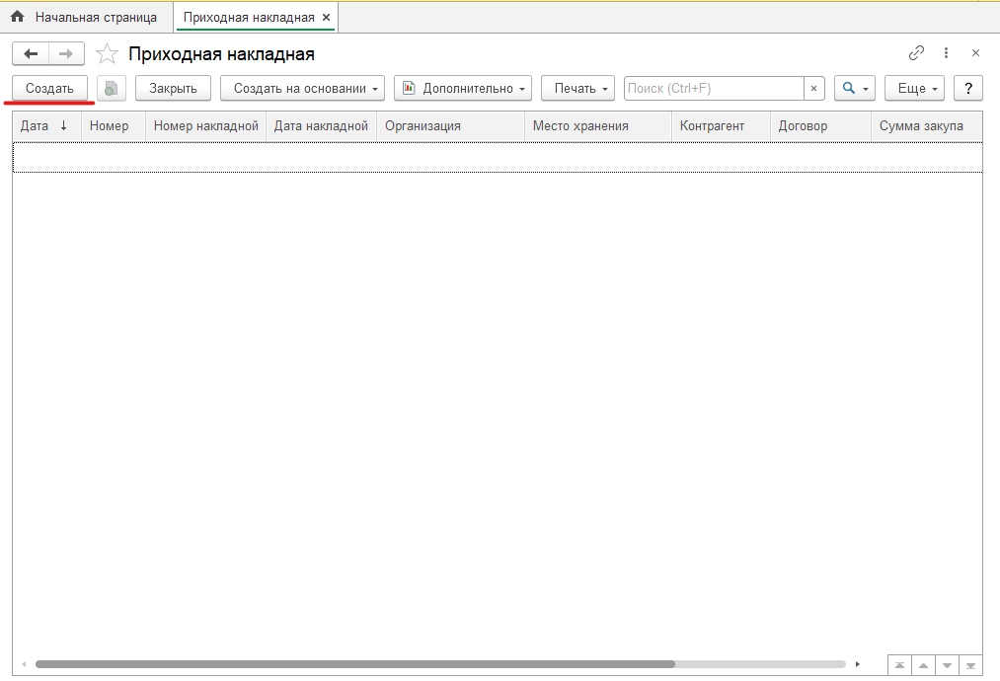 Начальная страница
Приходная накладная ×
Приходная накладная
Создать
Закрыть
Создать на основании
Дополнительно
Печать
Поиск (Ctrl+F)
×
Еще
?
Дата ↓
Номер
Номер накладной
Дата накладной
Организация
Место хранения
Контрагент
Договор
Сумма закупа